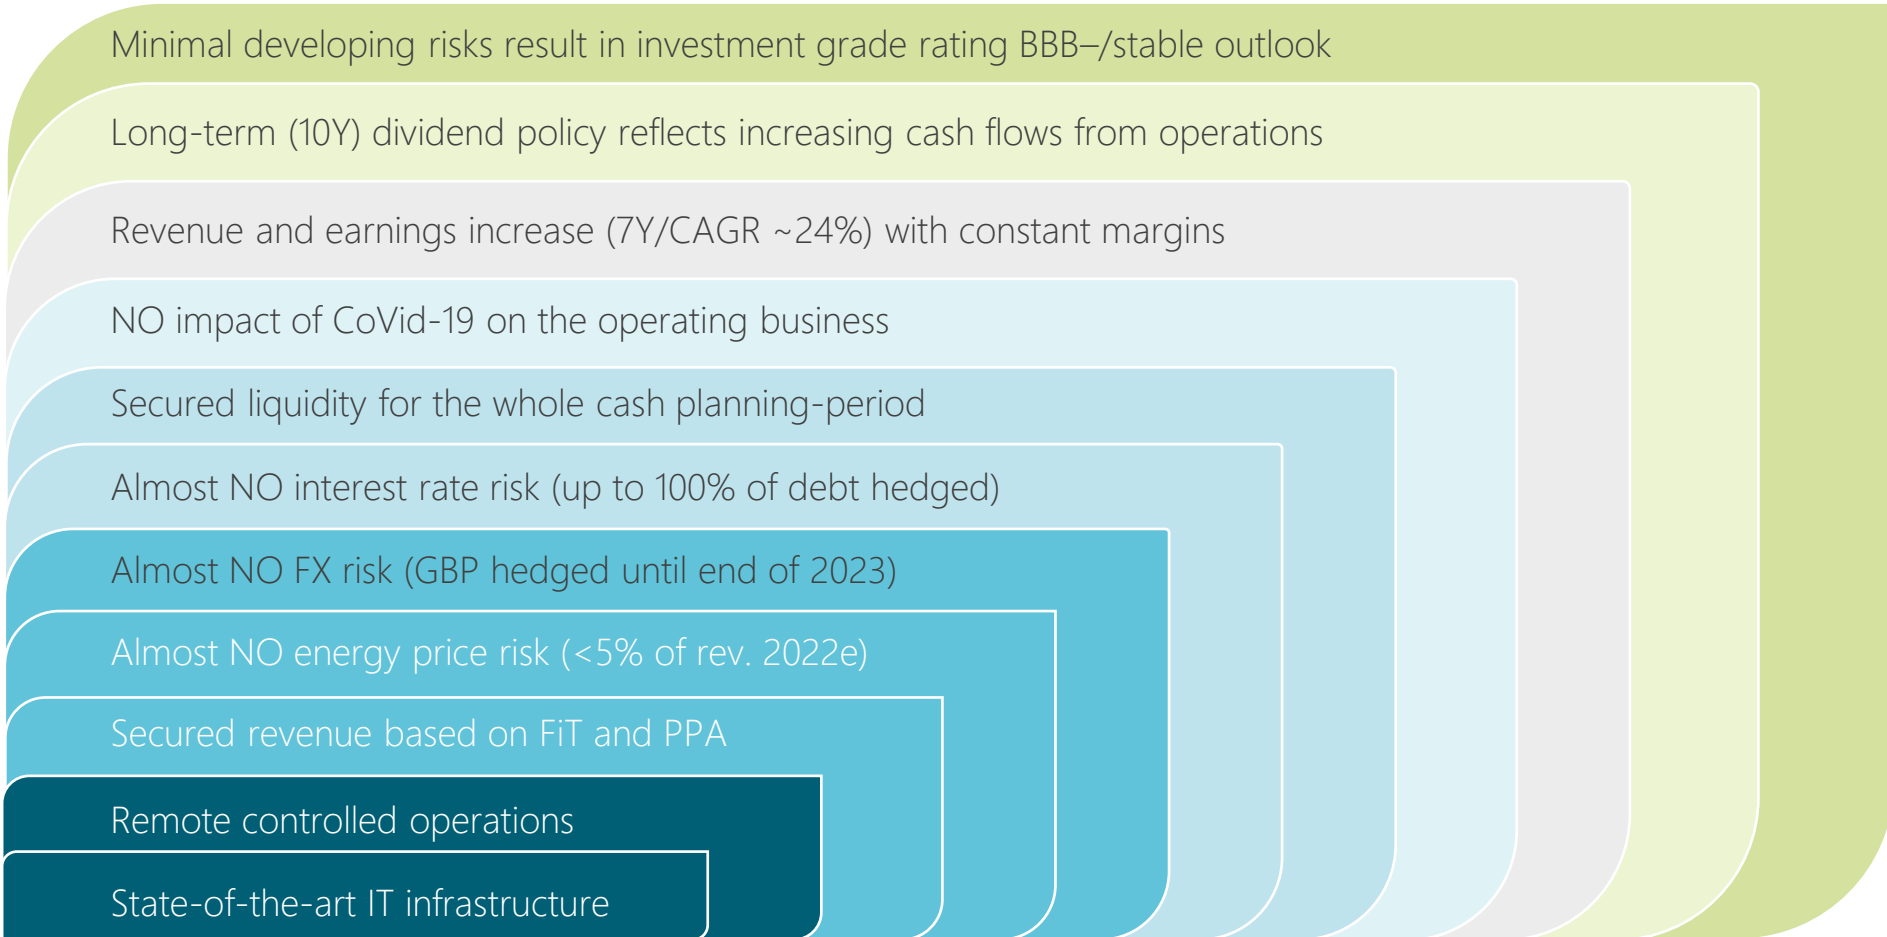 Minimal developing risks result in investment grade rating BBB–/stable outlook
Long-term (10Y) dividend policy reflects increasing cash flows from operations
Revenue and earnings increase (7Y/CAGR ~24%) with constant margins
NO impact of CoVid-19 on the operating business
Secured liquidity for the whole cash planning-period
Almost NO interest rate risk (up to 100% of debt hedged)
Almost NO FX risk (GBP hedged until end of 2023)
Almost NO energy price risk (<5% of rev. 2022e)
Secured revenue based on FiT and PPA
Remote controlled operations
State-of-the-art IT infrastructure